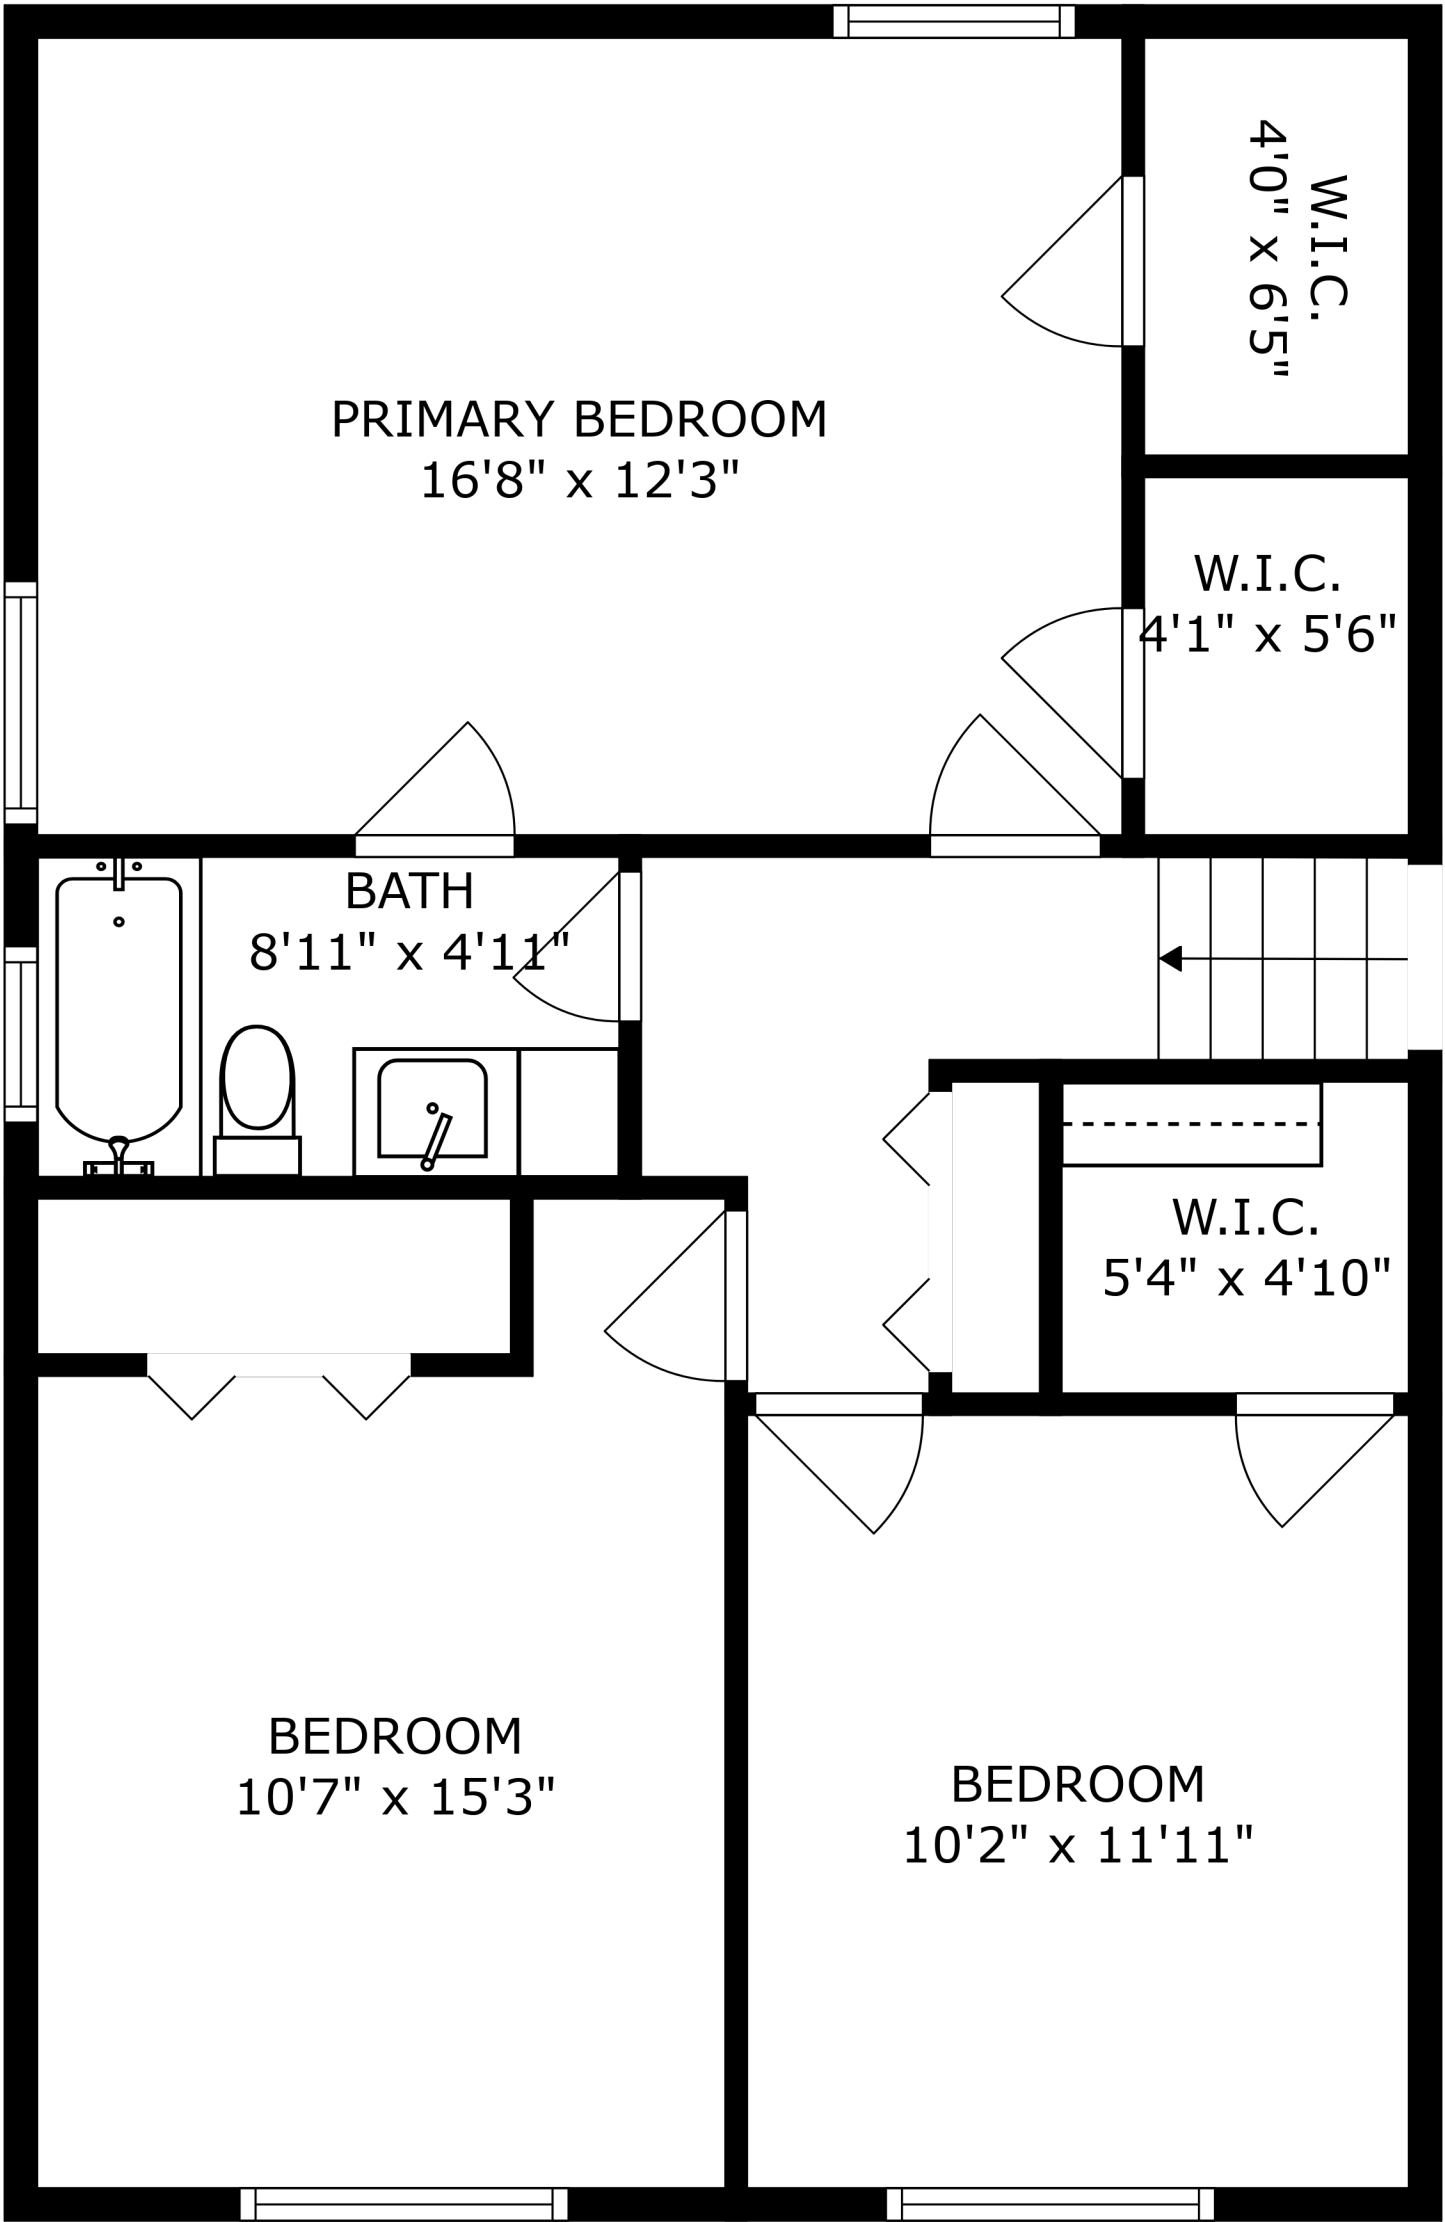 W.I.C.
4'0" x 6'5"
PRIMARY BEDROOM
16'8" x 12'3"
W.I.C.
4'1" x 5'6"
BATH
8'11" x 4'11"
W.I.C.
5'4" x 4'10"
BEDROOM
10'7" x 15'3"
BEDROOM
10'2" x 11'11"